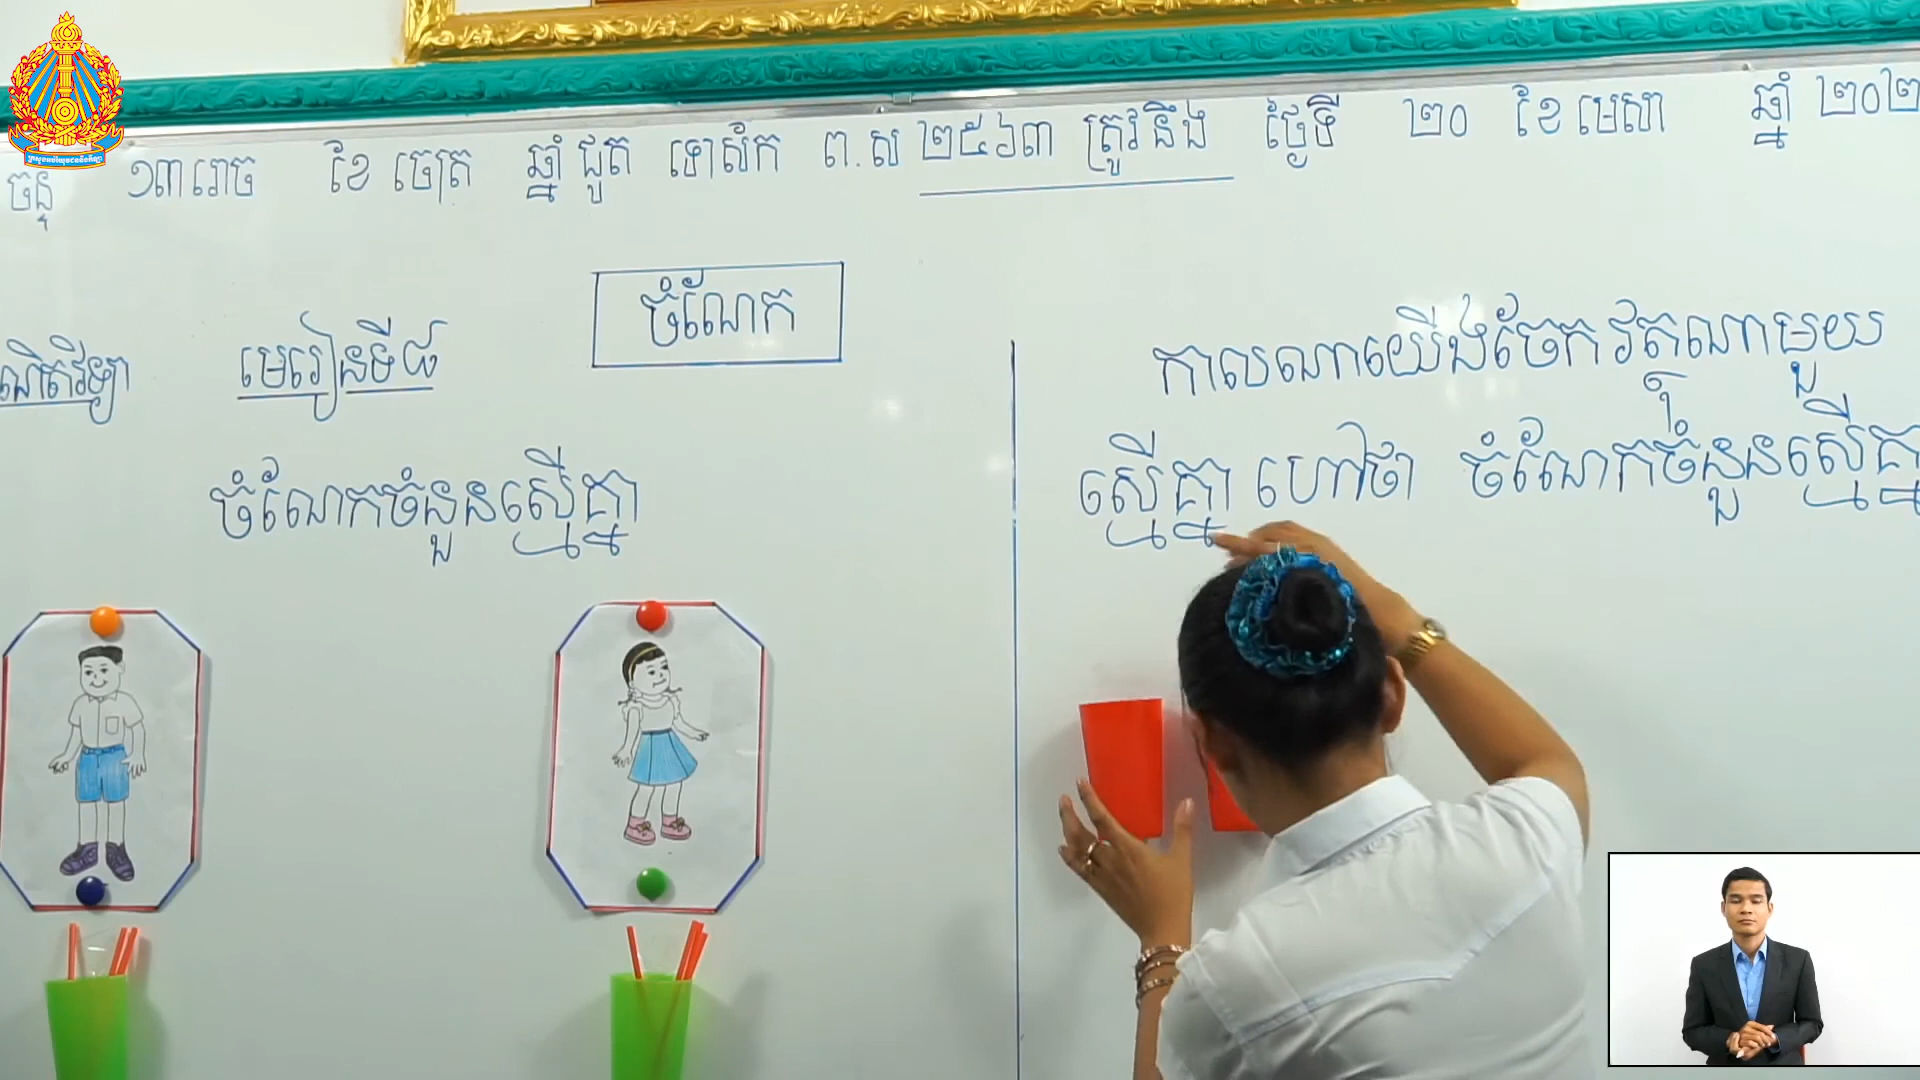 ចន្ទ ១៣រោច ខែ ចេត្រ ឆ្នាំ ជូត ទោស័ក ព.ស ២៥៦៣ ត្រូវនឹង ថ្ងៃទី ២០ ខែ មេសា ឆ្នាំ ២០២
ចំណែក
ណិតវិទ្យា មេរៀនទី៨
ចំណែកចំនួនស្មើគ្នា
កាលណាយើងចែកវត្ថុណាមួយ
ស្មើគ្នា ហៅថា ចំណែកចំនួនស្មើគ្នា